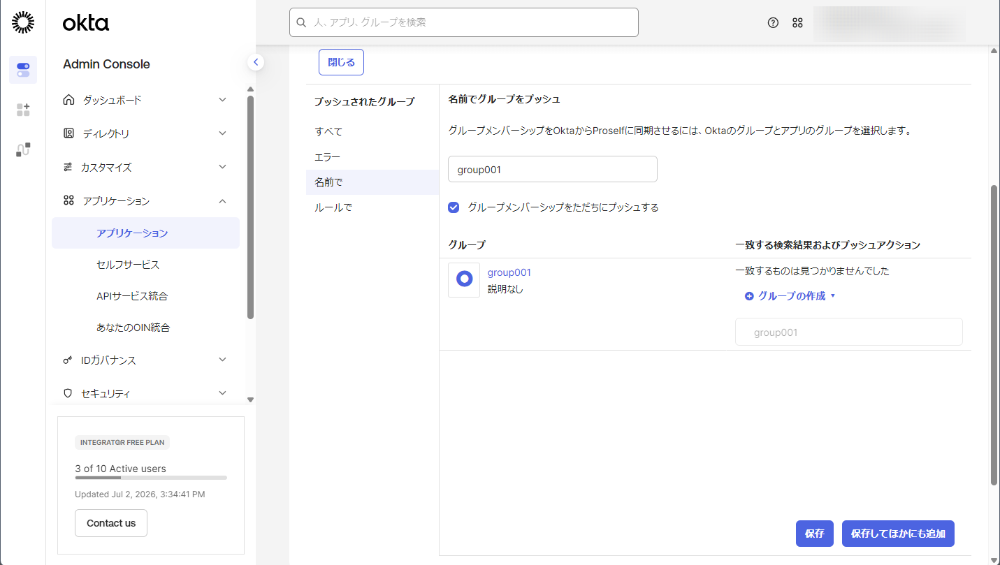 okta
人、アプリ、グループを検索
Admin Console
ダッシュボード
ディレクトリ
カスタマイズ
アプリケーション
アプリケーション
セルフサービス
APIサービス統合
あなたのOIN統合
IDガバナンス
セキュリティ
INTEGRATOR FREE PLAN
3 of 10 Active users
Updated Jul 2, 2026, 3:34:41 PM
Contact us
閉じる
プッシュされたグループ
すべて
エラー
名前で
ルールで
名前でグループをプッシュ
グループメンバーシップをOktaからProselfに同期させるには、Oktaのグループとアプリのグループを選択します。
group001
グループメンバーシップをただちにプッシュする
グループ
一致する検索結果およびプッシュアクション
group001
説明なし
一致するものは見つかりませんでした
グループの作成
group001
保存
保存してほかにも追加